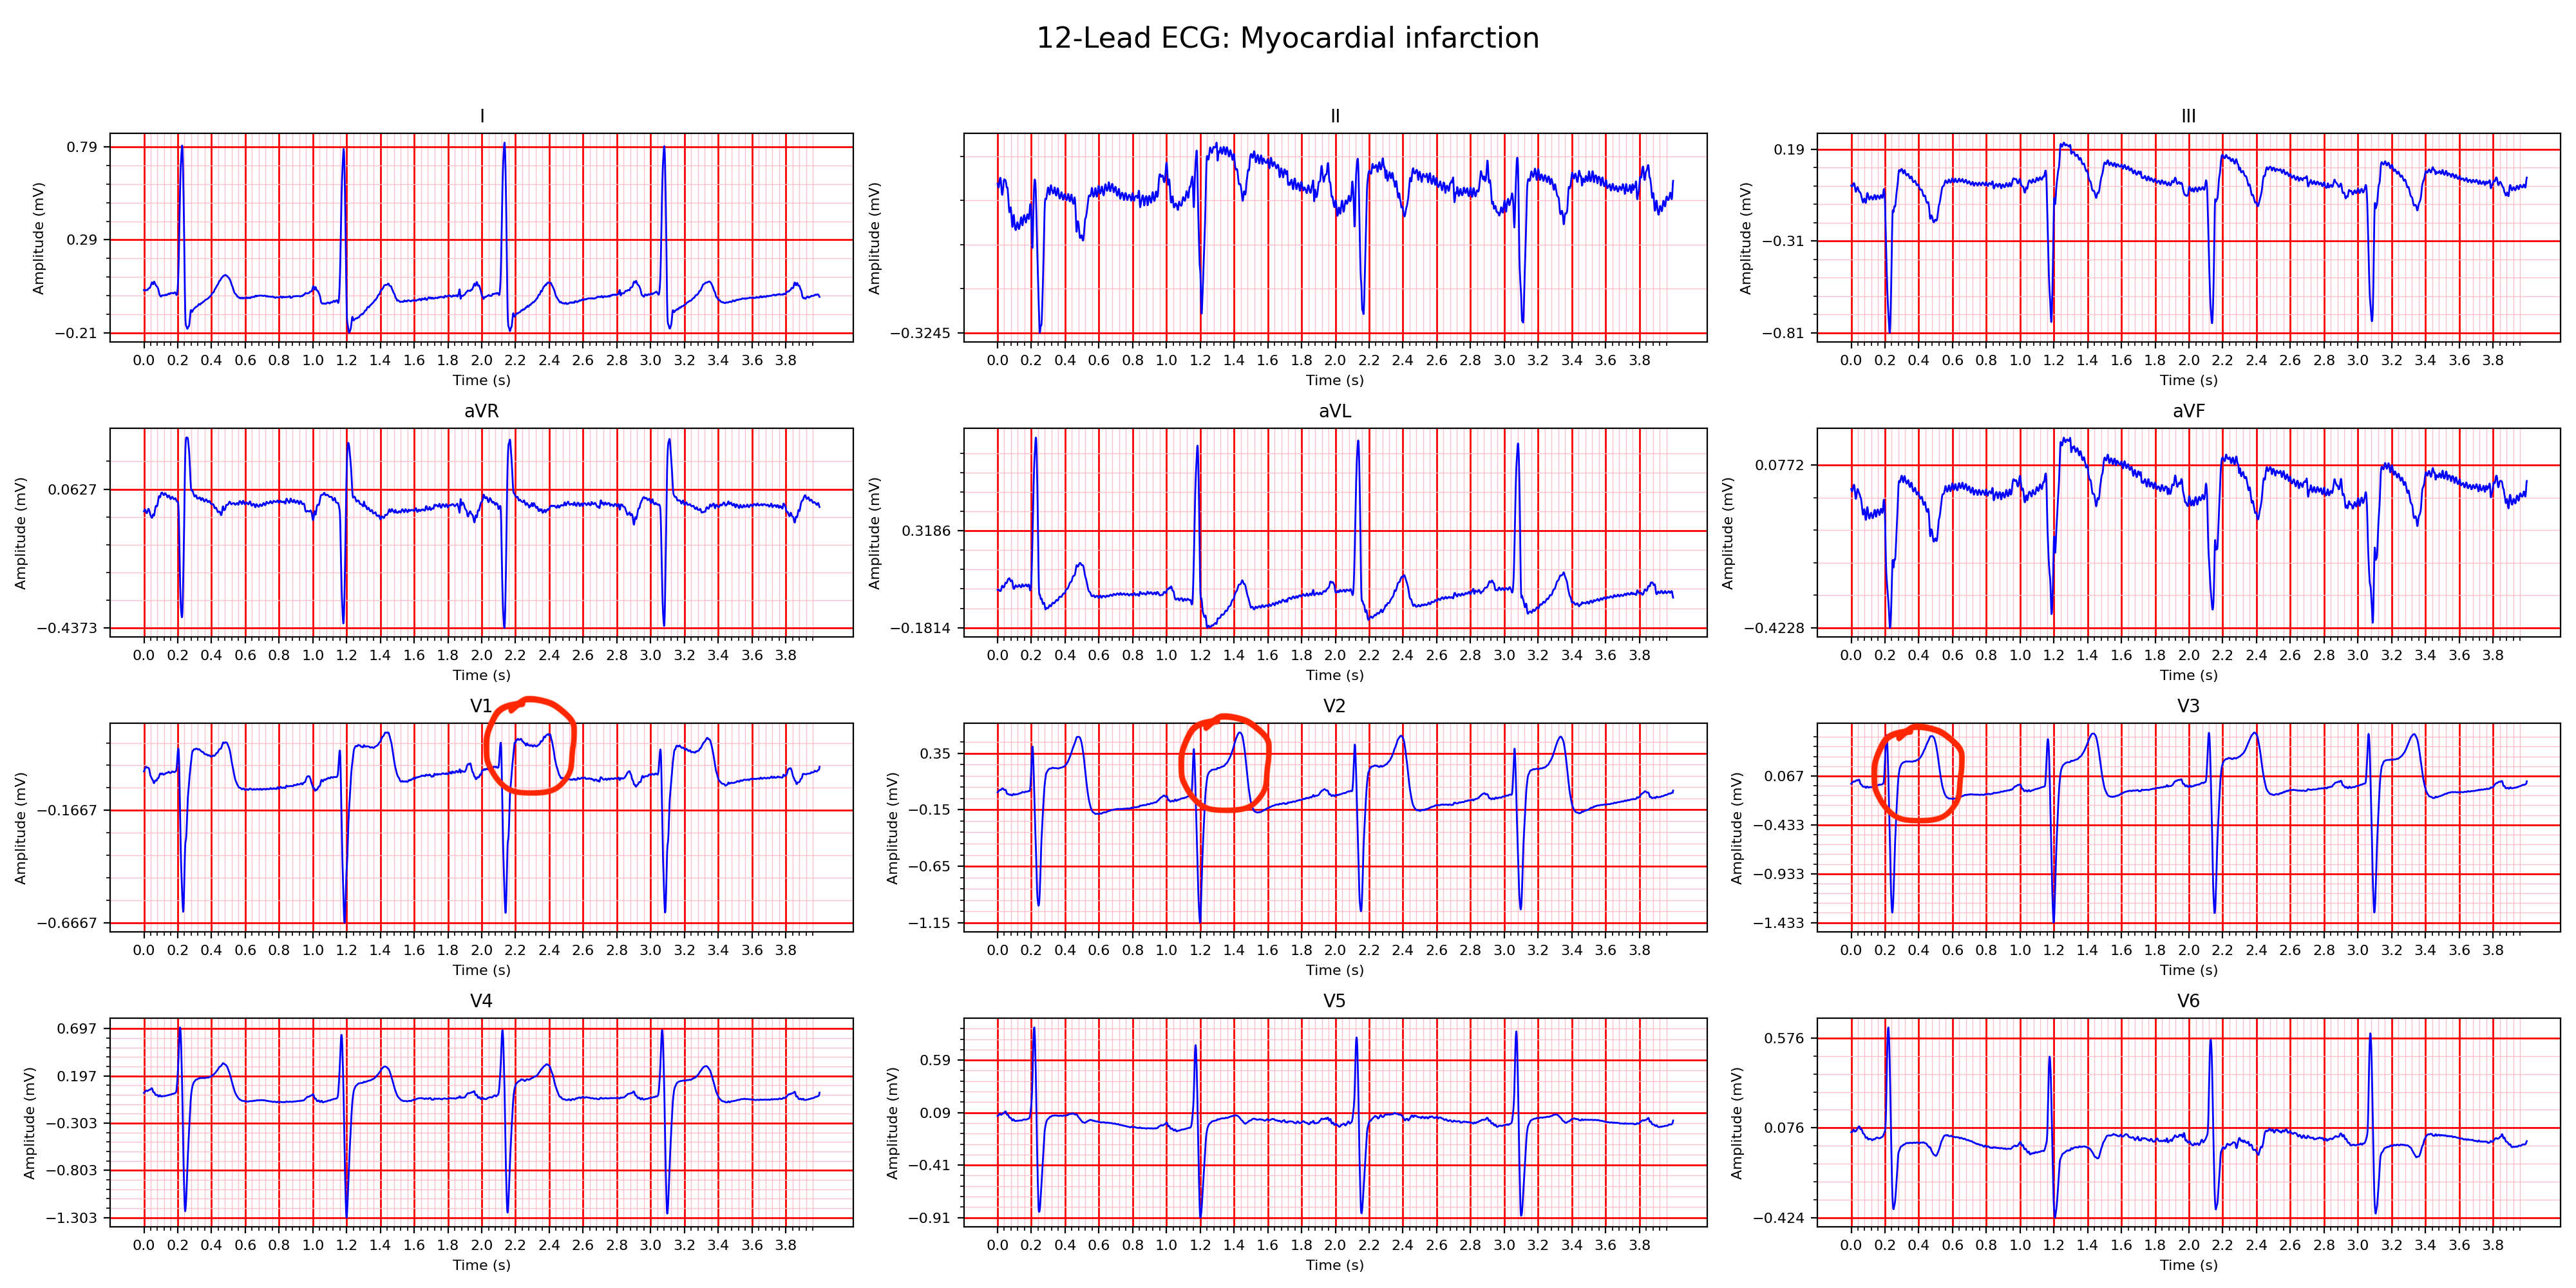 12-Lead ECG: Myocardial infarction
I
II
III
0.79
0.29
−0.21
Amplitude (mV)
0.0 0.2 0.4 0.6 0.8 1.0 1.2 1.4 1.6 1.8 2.0 2.2 2.4 2.6 2.8 3.0 3.2 3.4 3.6 3.8
Time (s)
−0.3245
Amplitude (mV)
0.0 0.2 0.4 0.6 0.8 1.0 1.2 1.4 1.6 1.8 2.0 2.2 2.4 2.6 2.8 3.0 3.2 3.4 3.6 3.8
Time (s)
0.19
−0.31
−0.81
Amplitude (mV)
0.0 0.2 0.4 0.6 0.8 1.0 1.2 1.4 1.6 1.8 2.0 2.2 2.4 2.6 2.8 3.0 3.2 3.4 3.6 3.8
Time (s)
aVR
aVL
aVF
0.0627
−0.4373
Amplitude (mV)
0.0 0.2 0.4 0.6 0.8 1.0 1.2 1.4 1.6 1.8 2.0 2.2 2.4 2.6 2.8 3.0 3.2 3.4 3.6 3.8
Time (s)
0.3186
−0.1814
Amplitude (mV)
0.0 0.2 0.4 0.6 0.8 1.0 1.2 1.4 1.6 1.8 2.0 2.2 2.4 2.6 2.8 3.0 3.2 3.4 3.6 3.8
Time (s)
0.0772
−0.4228
Amplitude (mV)
0.0 0.2 0.4 0.6 0.8 1.0 1.2 1.4 1.6 1.8 2.0 2.2 2.4 2.6 2.8 3.0 3.2 3.4 3.6 3.8
Time (s)
V1
V2
V3
−0.1667
−0.6667
Amplitude (mV)
0.0 0.2 0.4 0.6 0.8 1.0 1.2 1.4 1.6 1.8 2.0 2.2 2.4 2.6 2.8 3.0 3.2 3.4 3.6 3.8
Time (s)
0.35
−0.15
−0.65
−1.15
Amplitude (mV)
0.0 0.2 0.4 0.6 0.8 1.0 1.2 1.4 1.6 1.8 2.0 2.2 2.4 2.6 2.8 3.0 3.2 3.4 3.6 3.8
Time (s)
0.067
−0.433
−0.933
−1.433
Amplitude (mV)
0.0 0.2 0.4 0.6 0.8 1.0 1.2 1.4 1.6 1.8 2.0 2.2 2.4 2.6 2.8 3.0 3.2 3.4 3.6 3.8
Time (s)
V4
V5
V6
0.697
0.197
−0.303
−0.803
−1.303
Amplitude (mV)
0.0 0.2 0.4 0.6 0.8 1.0 1.2 1.4 1.6 1.8 2.0 2.2 2.4 2.6 2.8 3.0 3.2 3.4 3.6 3.8
Time (s)
0.59
0.09
−0.41
−0.91
Amplitude (mV)
0.0 0.2 0.4 0.6 0.8 1.0 1.2 1.4 1.6 1.8 2.0 2.2 2.4 2.6 2.8 3.0 3.2 3.4 3.6 3.8
Time (s)
0.576
0.076
−0.424
Amplitude (mV)
0.0 0.2 0.4 0.6 0.8 1.0 1.2 1.4 1.6 1.8 2.0 2.2 2.4 2.6 2.8 3.0 3.2 3.4 3.6 3.8
Time (s)